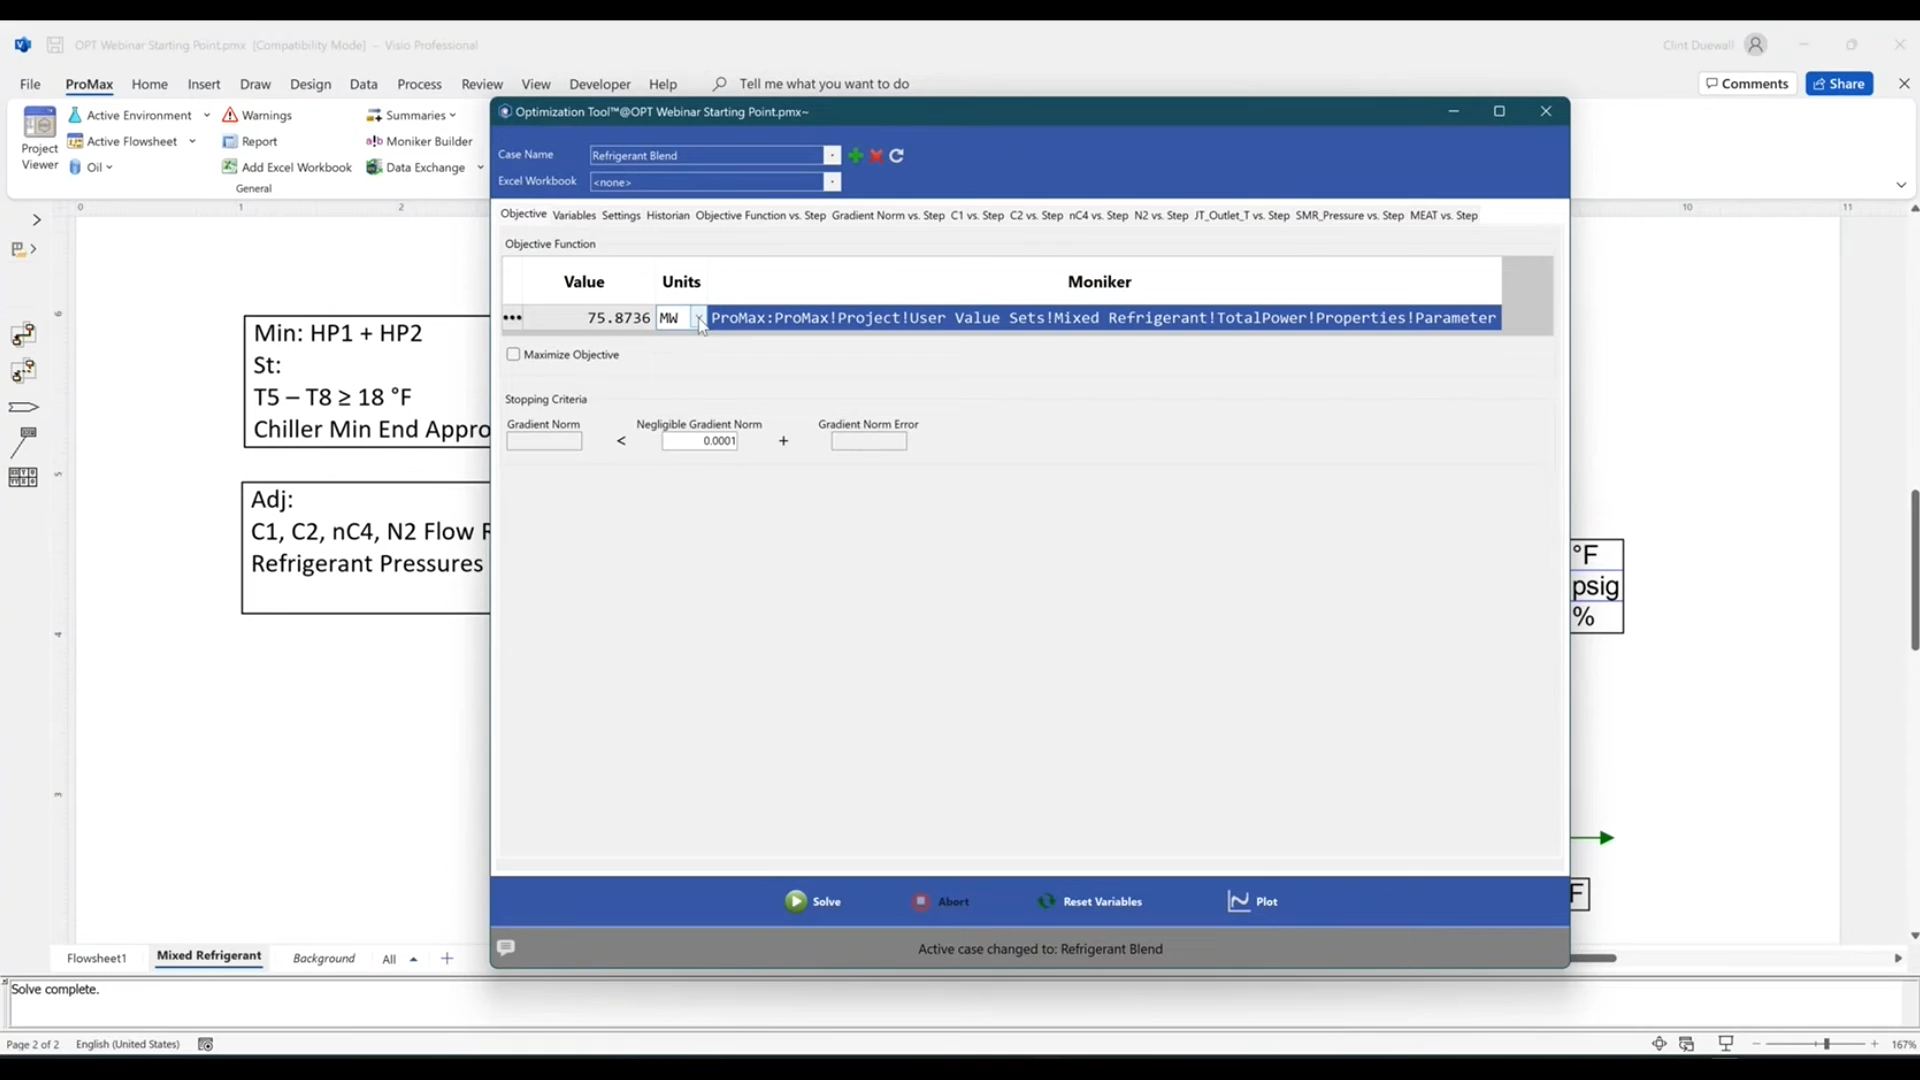 OPT Webinar Starting Point.pmx [Compatibility Mode] - Visio Professional
Clint Duewall
File ProMax Home Insert Draw Design Data Process Review View Developer Help Tell me what you want to do
Comments Share
Project Viewer
Active Environment
Active Flowsheet
Oil
Warnings
Report
Add Excel Workbook
Summaries
Moniker Builder
Data Exchange
General
Optimization Tool™@OPT Webinar Starting Point.pmx~
Case Name Refrigerant Blend
Excel Workbook <none>
Objective Variables Settings Historian Objective Function vs. Step Gradient Norm vs. Step C1 vs. Step C2 vs. Step nC4 vs. Step N2 vs. Step JT_Outlet_T vs. Step SMR_Pressure vs. Step MEAT vs. Step
Objective Function
Value Units Moniker
75.8736 MW ProMax:ProMax!Project!User Value Sets!Mixed Refrigerant!TotalPower!Properties!Parameter
Maximize Objective
Stopping Criteria
Gradient Norm Negligible Gradient Norm Gradient Norm Error
< 0.0001 +
Solve Abort Reset Variables Plot
Active case changed to: Refrigerant Blend
0 1 2 10 11
6
5
4
3
Min: HP1 + HP2
St:
T5 – T8 ≥ 18 °F
Chiller Min End Appro
Adj:
C1, C2, nC4, N2 Flow R
Refrigerant Pressures
°F
psig
%
F
Flowsheet1 Mixed Refrigerant Background All
Solve complete.
Page 2 of 2 English (United States)
167%